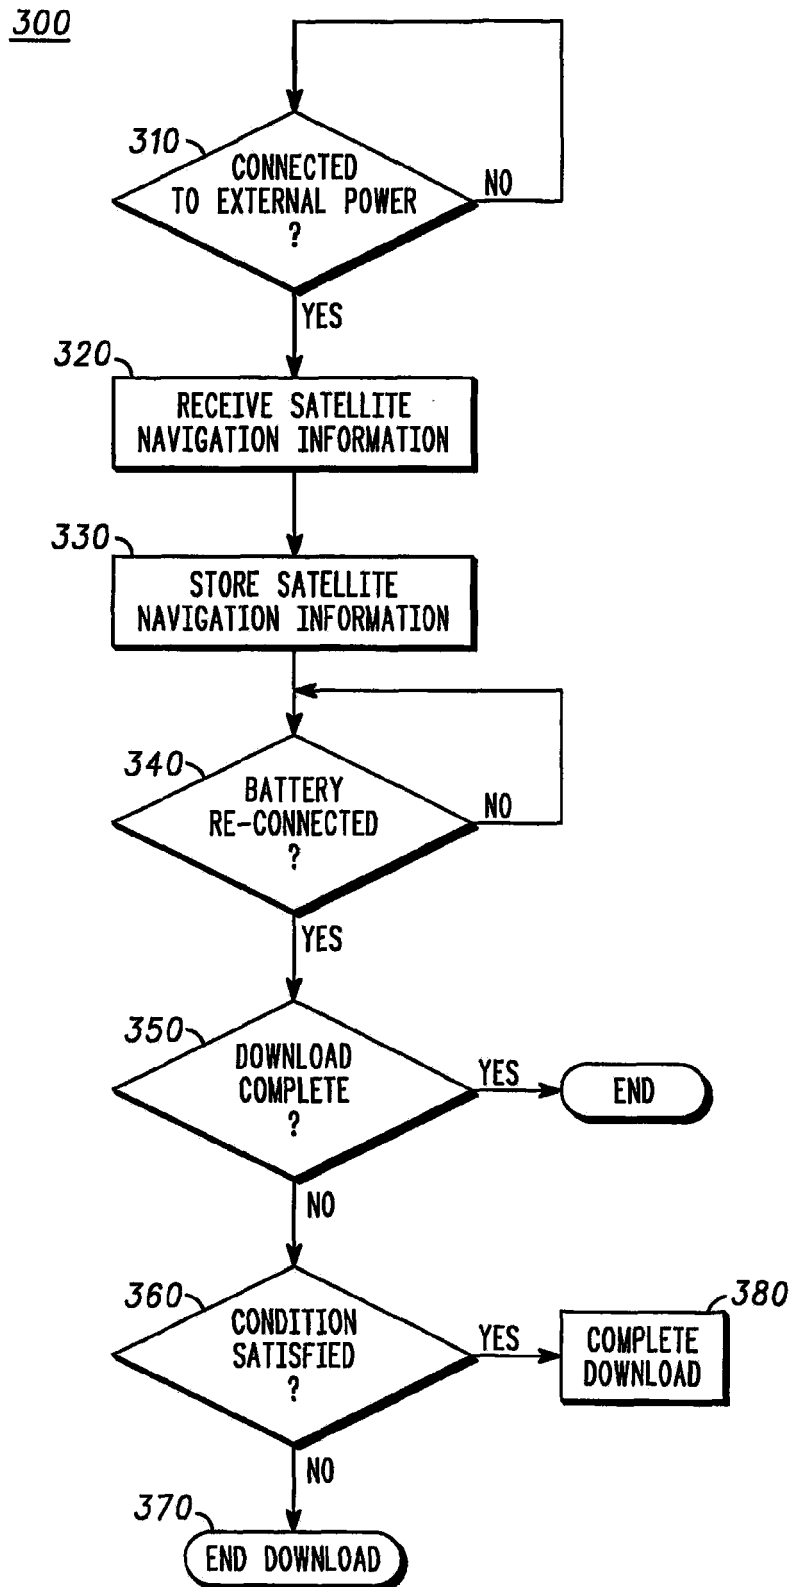 300
310
CONNECTED
TO EXTERNAL POWER
?
NO
YES
320
RECEIVE SATELLITE
NAVIGATION INFORMATION
330
STORE SATELLITE
NAVIGATION INFORMATION
340
BATTERY
RE-CONNECTED
?
NO
YES
350
DOWNLOAD
COMPLETE
?
YES
END
NO
360
CONDITION
SATISFIED
?
YES
380
COMPLETE
DOWNLOAD
NO
370
END DOWNLOAD